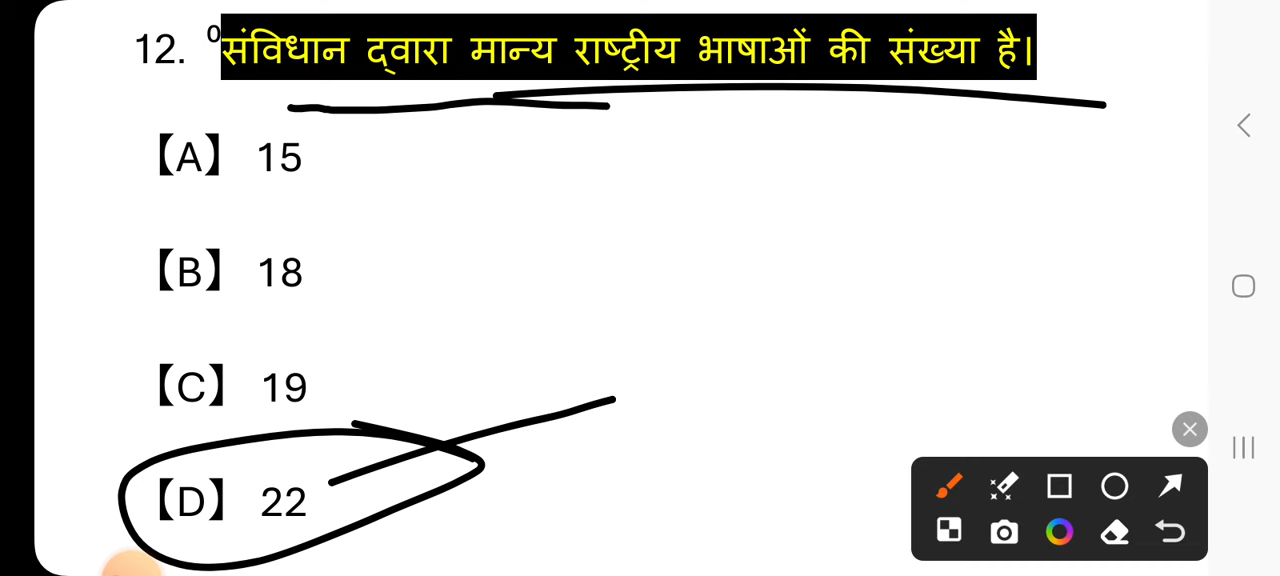 12. ⁰संविधान द्वारा मान्य राष्ट्रीय भाषाओं की संख्या है।
【A】 15
【B】 18
【C】 19
【D】 22